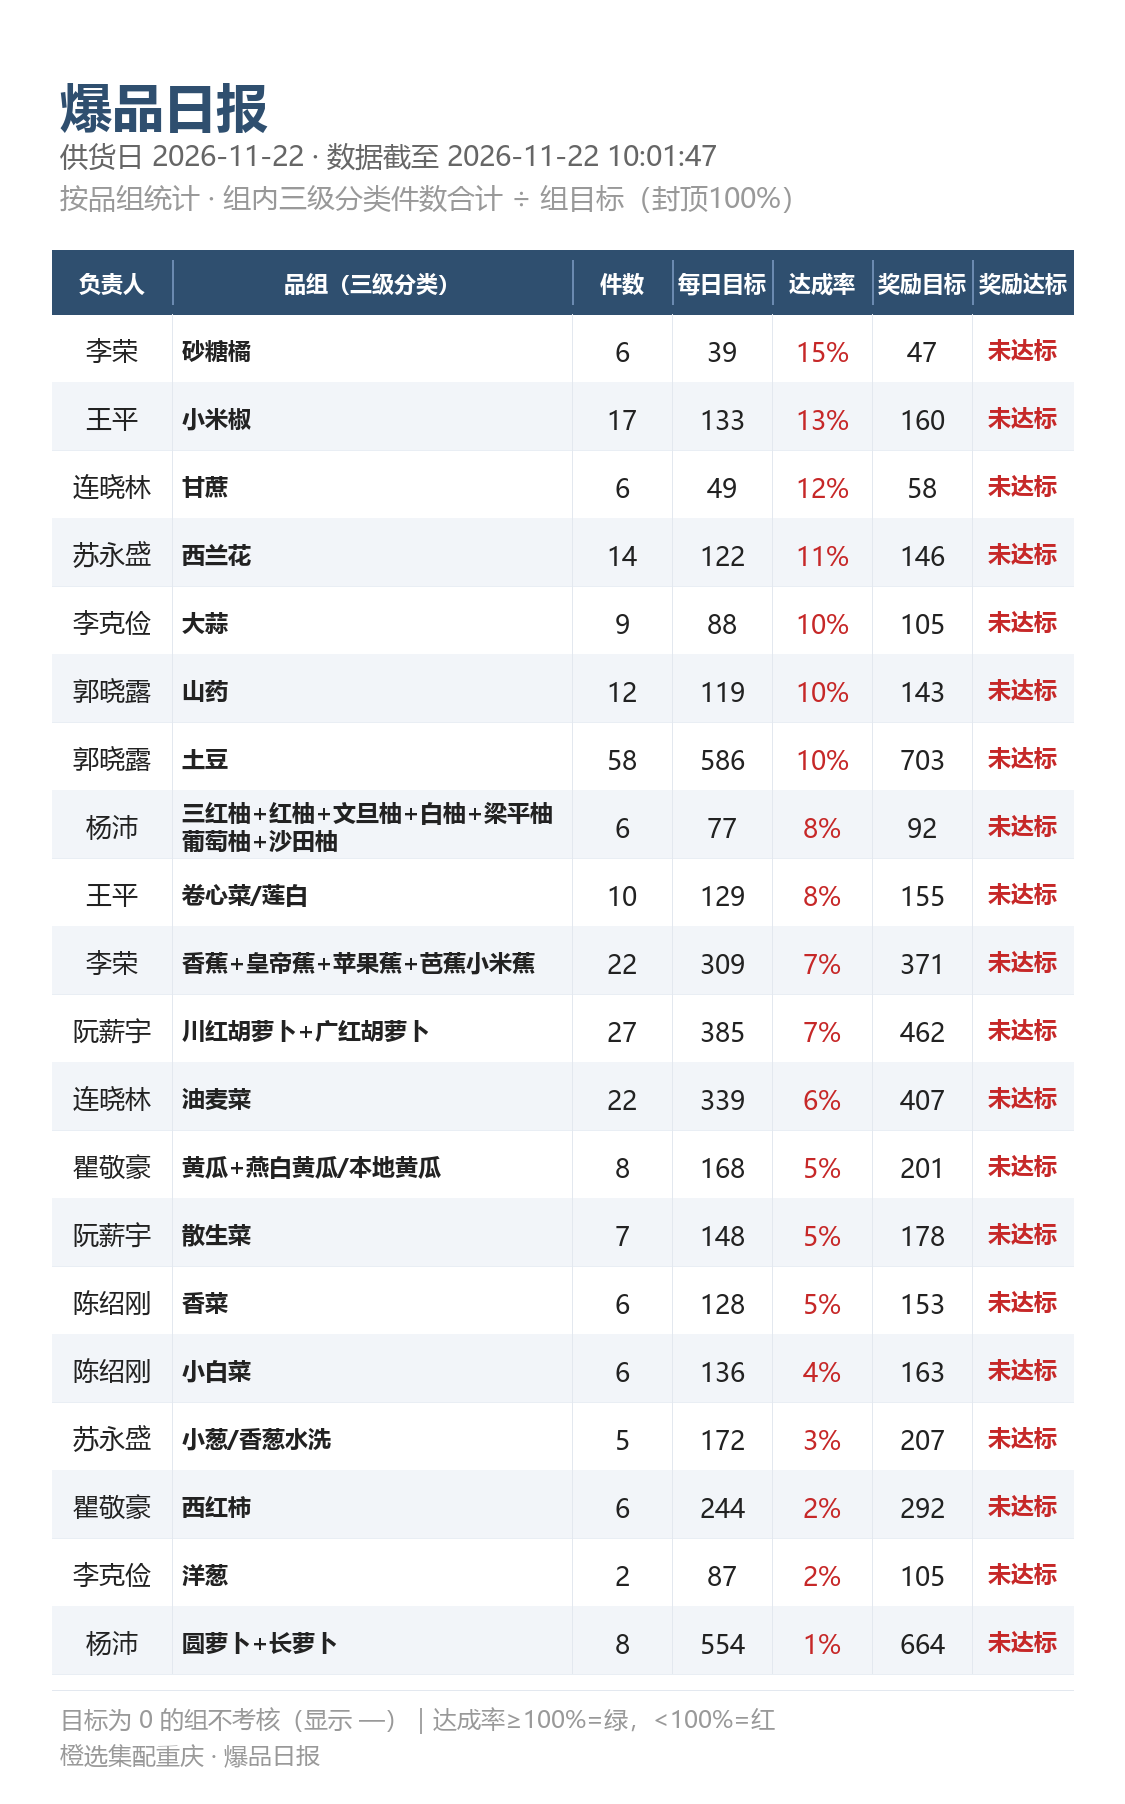 爆品日报
供货日 2026-11-22 · 数据截至 2026-11-22 10:01:47
按品组统计 · 组内三级分类件数合计 ÷ 组目标（封顶100%）
负责人 品组（三级分类） 件数 每日目标 达成率 奖励目标 奖励达标
李荣 砂糖橘 6 39 15% 47 未达标
王平 小米椒 17 133 13% 160 未达标
连晓林 甘蔗 6 49 12% 58 未达标
苏永盛 西兰花 14 122 11% 146 未达标
李克俭 大蒜 9 88 10% 105 未达标
郭晓露 山药 12 119 10% 143 未达标
郭晓露 土豆 58 586 10% 703 未达标
杨沛 三红柚+红柚+文旦柚+白柚+梁平柚
葡萄柚+沙田柚 6 77 8% 92 未达标
王平 卷心菜/莲白 10 129 8% 155 未达标
李荣 香蕉+皇帝蕉+苹果蕉+芭蕉小米蕉 22 309 7% 371 未达标
阮薪宇 川红胡萝卜+广红胡萝卜 27 385 7% 462 未达标
连晓林 油麦菜 22 339 6% 407 未达标
瞿敬豪 黄瓜+燕白黄瓜/本地黄瓜 8 168 5% 201 未达标
阮薪宇 散生菜 7 148 5% 178 未达标
陈绍刚 香菜 6 128 5% 153 未达标
陈绍刚 小白菜 6 136 4% 163 未达标
苏永盛 小葱/香葱水洗 5 172 3% 207 未达标
瞿敬豪 西红柿 6 244 2% 292 未达标
李克俭 洋葱 2 87 2% 105 未达标
杨沛 圆萝卜+长萝卜 8 554 1% 664 未达标
目标为 0 的组不考核（显示 —）｜达成率≥100%=绿，<100%=红
橙选集配重庆 · 爆品日报